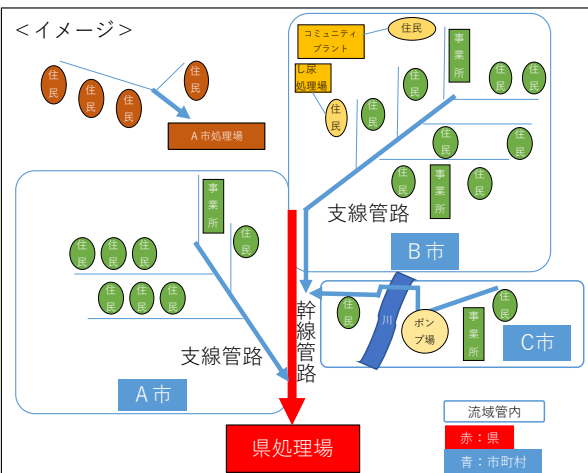 ＜イメージ＞
住民
住民
住民
住民
A市処理場
コミュニティ
プラント
住民
し尿
処理場
住民
事業所
住民
住民
住民
住民
住民
住民
住民
事業所
住民
支線管路
B市
事業所
住民
住民
住民
住民
住民
住民
住民
支線管路
A市
幹線管路
住民
川
ポン
プ場
事業所
住民
C市
県処理場
流域管内
赤：県
青：市町村